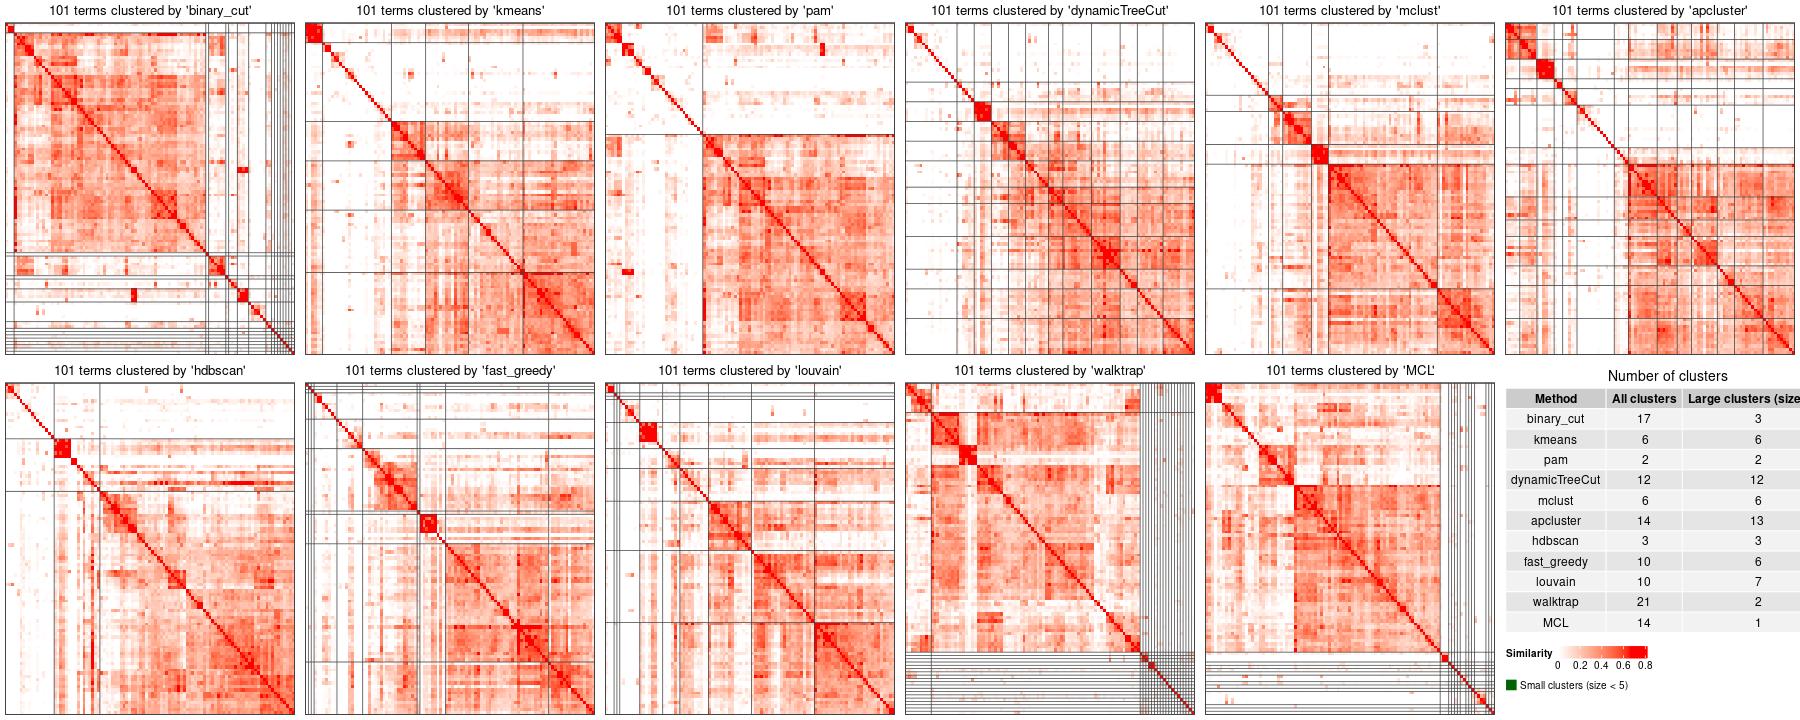 101 terms clustered by 'binary_cut'
101 terms clustered by 'kmeans'
101 terms clustered by 'pam'
101 terms clustered by 'dynamicTreeCut'
101 terms clustered by 'mclust'
101 terms clustered by 'apcluster'
101 terms clustered by 'hdbscan'
101 terms clustered by 'fast_greedy'
101 terms clustered by 'louvain'
101 terms clustered by 'walktrap'
101 terms clustered by 'MCL'
Number of clusters
Method All clusters Large clusters (size
binary_cut 17 3
kmeans 6 6
pam 2 2
dynamicTreeCut 12 12
mclust 6 6
apcluster 14 13
hdbscan 3 3
fast_greedy 10 6
louvain 10 7
walktrap 21 2
MCL 14 1
Similarity
0 0.2 0.4 0.6 0.8
Small clusters (size < 5)